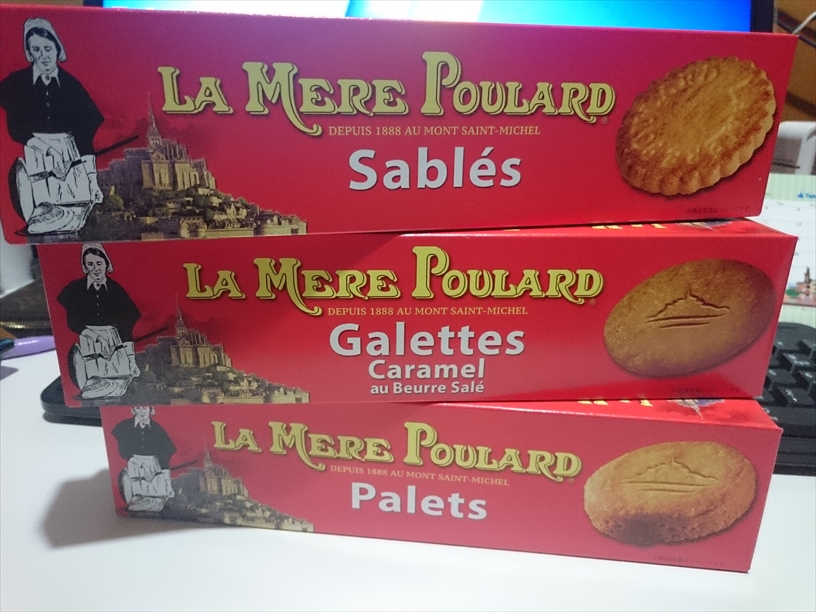 LA MERE POULARD
DEPUIS 1888 AU MONT SAINT-MICHEL
Sablés
LA MERE POULARD
DEPUIS 1888 AU MONT SAINT-MICHEL
Galettes
Caramel
au Beurre Salé
LA MERE POULARD
DEPUIS 1888 AU MONT SAINT-MICHEL
Palets